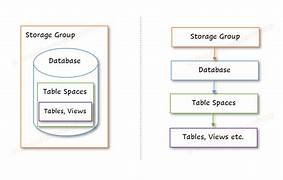 Storage Group
Database
Table Spaces
Tables, Views
Storage Group
Database
Table Spaces
Tables, Views etc.